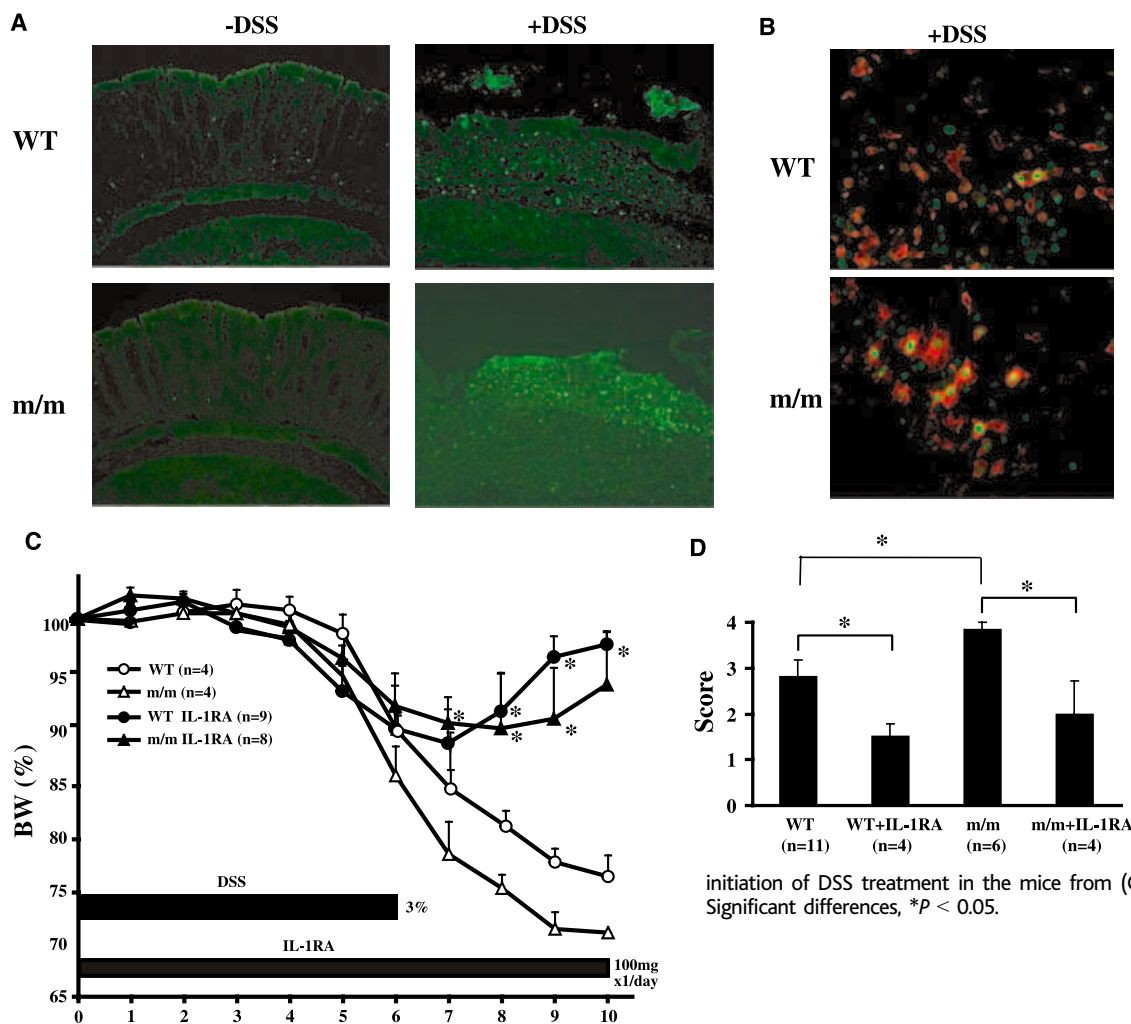 A
-DSS
+DSS
WT
m/m
B
+DSS
WT
m/m
C
BW (%)
100
95
90
85
80
75
70
65
WT (n=4)
m/m (n=4)
WT IL-1RA (n=9)
m/m IL-1RA (n=8)
* * * *
* * *
DSS
3%
IL-1RA
100mg
x1/day
0 1 2 3 4 5 6 7 8 9 10
D
*
* *
Score
4
3
2
1
0
WT WT+IL-1RA m/m m/m+IL-1RA
(n=11) (n=4) (n=6) (n=4)
initiation of DSS treatment in the mice from (
Significant differences, *P < 0.05.